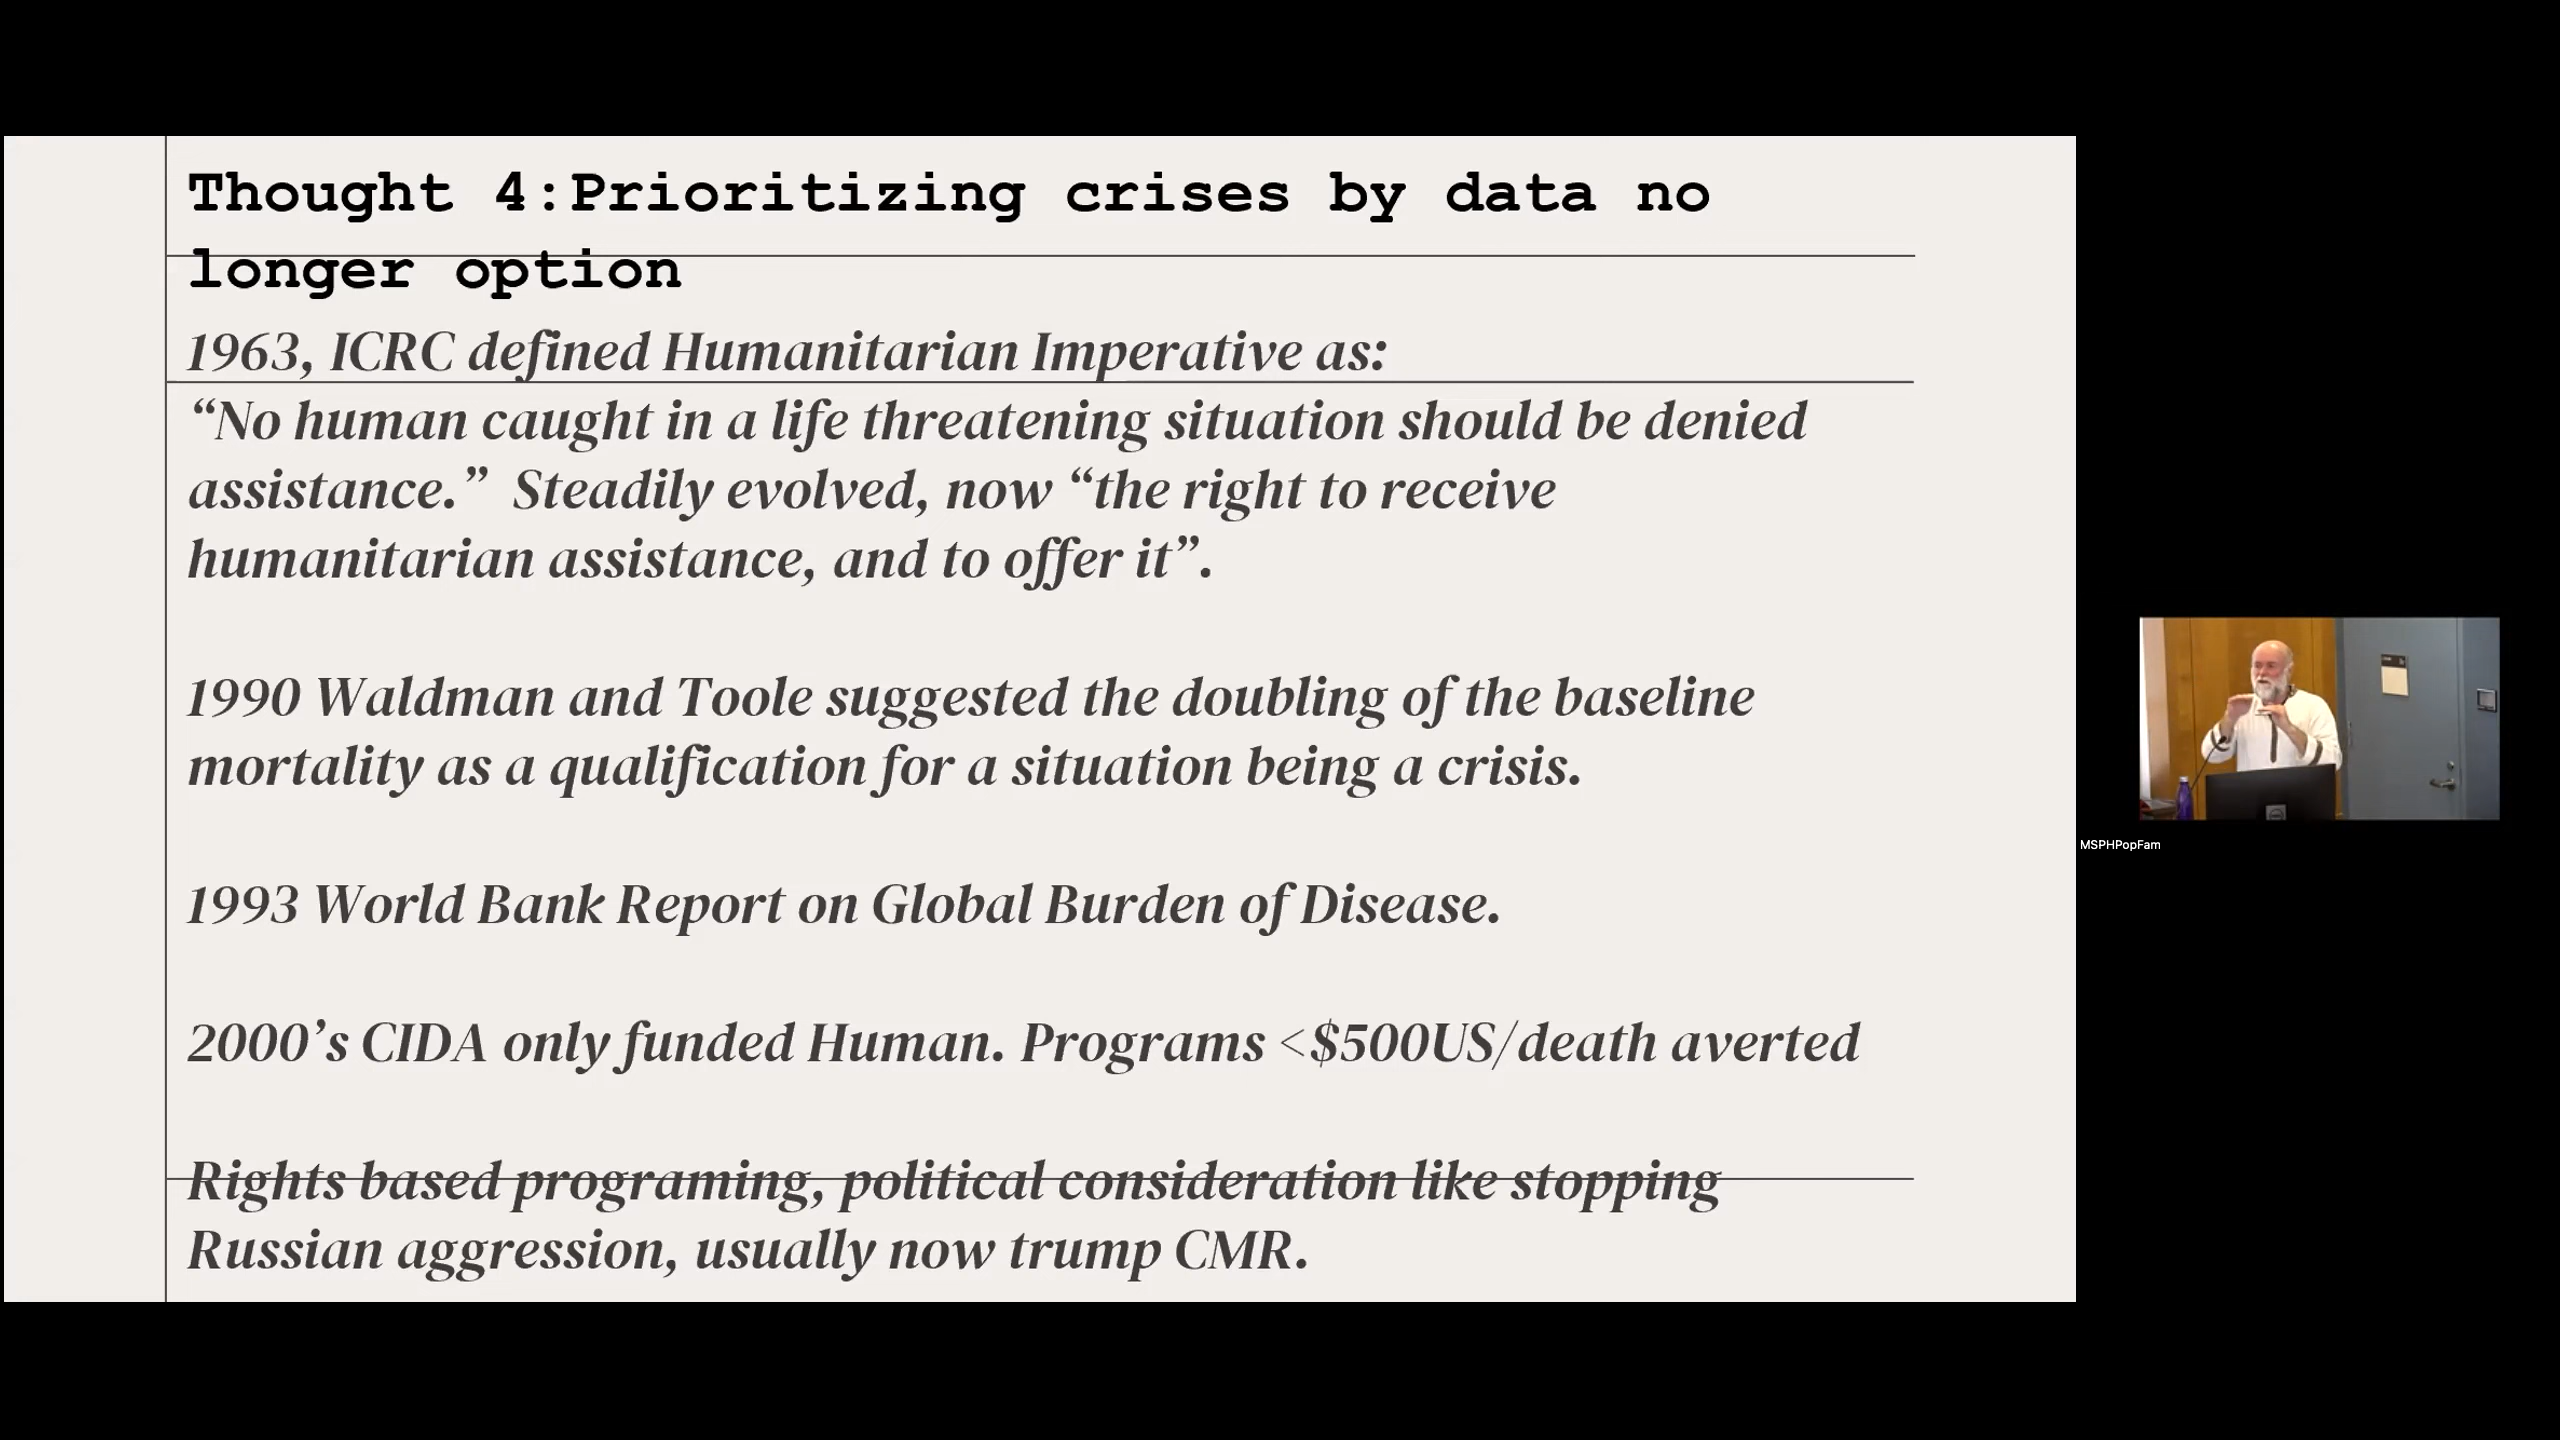 Thought 4:Prioritizing crises by data no
longer option
1963, ICRC defined Humanitarian Imperative as:
“No human caught in a life threatening situation should be denied
assistance.”  Steadily evolved, now “the right to receive
humanitarian assistance, and to offer it”.
1990 Waldman and Toole suggested the doubling of the baseline
mortality as a qualification for a situation being a crisis.
1993 World Bank Report on Global Burden of Disease.
2000’s CIDA only funded Human. Programs <$500US/death averted
Rights based programing, political consideration like stopping
Russian aggression, usually now trump CMR.
MSPHPopFam